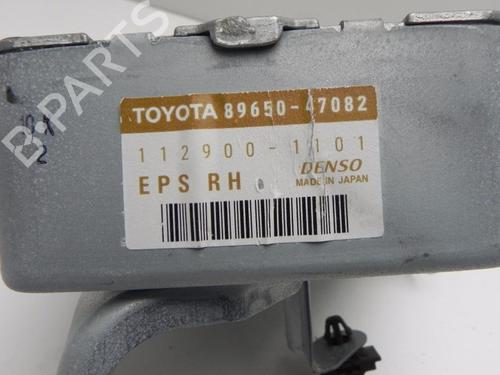 B-PARTS
TOYOTA 89650-47082
112900-1101
EPS RH
DENSO
MADE IN JAPAN